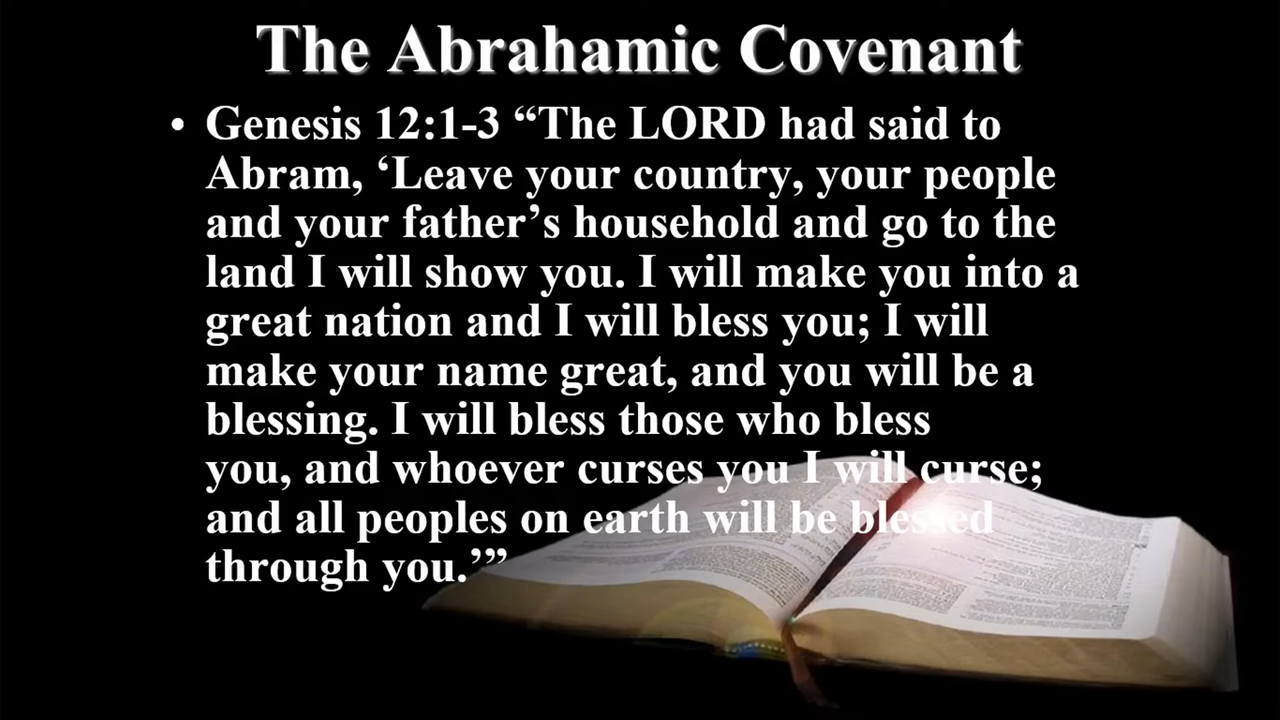 The Abrahamic Covenant
• Genesis 12:1-3 “The LORD had said to
Abram, ‘Leave your country, your people
and your father’s household and go to the
land I will show you. I will make you into a
great nation and I will bless you; I will
make your name great, and you will be a
blessing. I will bless those who bless
you, and whoever curses you I will curse;
and all peoples on earth will be blessed
through you.’”